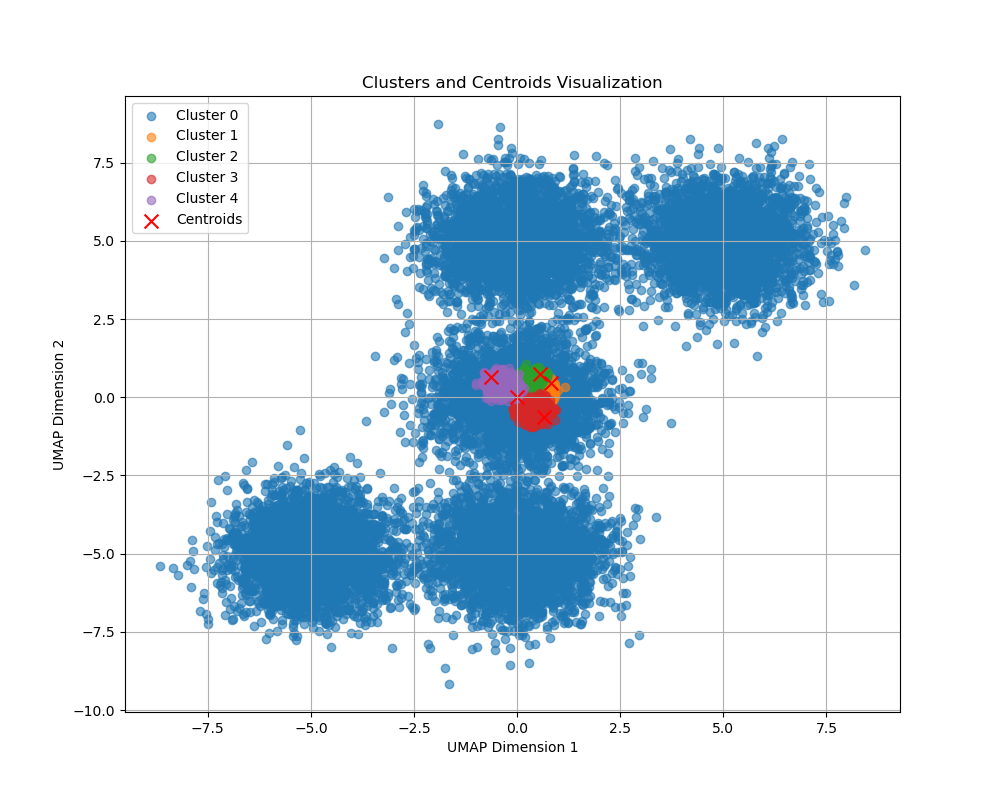 Clusters and Centroids Visualization
Cluster 0
Cluster 1
Cluster 2
Cluster 3
Cluster 4
Centroids
7.5
5.0
2.5
0.0
−2.5
−5.0
−7.5
−10.0
UMAP Dimension 2
−7.5 −5.0 −2.5 0.0 2.5 5.0 7.5
UMAP Dimension 1